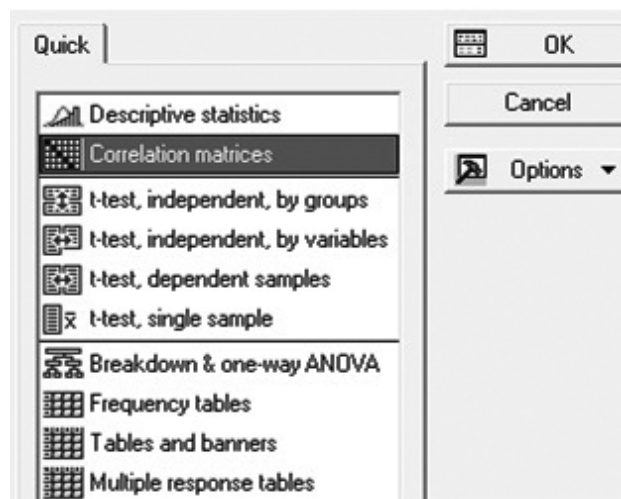 Quick
OK
Cancel
Options
Descriptive statistics
Correlation matrices
t-test, independent, by groups
t-test, independent, by variables
t-test, dependent samples
t-test, single sample
Breakdown & one-way ANOVA
Frequency tables
Tables and banners
Multiple response tables